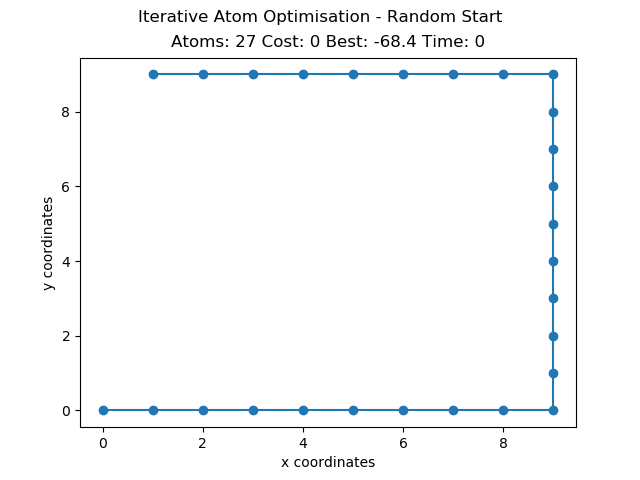 Iterative Atom Optimisation - Random Start
Atoms: 27 Cost: 0 Best: -68.4 Time: 0
8
6
4
2
0
y coordinates
0 2 4 6 8
x coordinates